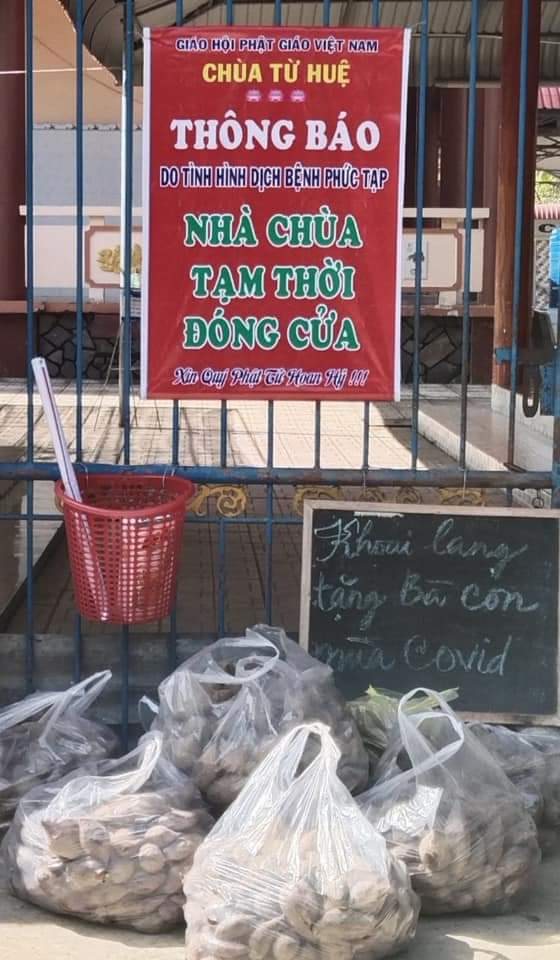 GIÁO HỘI PHẬT GIÁO VIỆT NAM
CHÙA TỪ HUỆ
THÔNG BÁO
DO TÌNH HÌNH DỊCH BỆNH PHỨC TẠP
NHÀ CHÙA
TẠM THỜI
ĐÓNG CỬA
Xin Quý Phật Tử Hoan Hỷ !!!
Khoai lang
tặng Bà con
mùa Covid